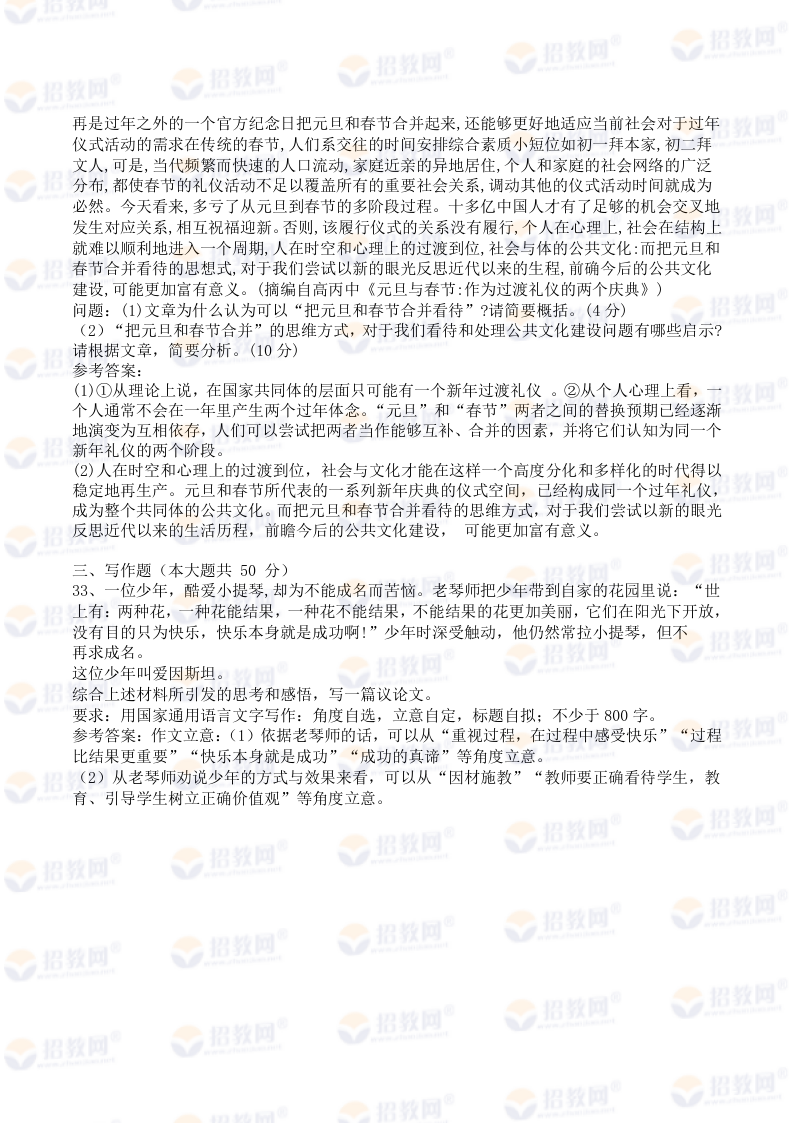 再是过年之外的一个官方纪念日把元旦和春节合并起来,还能够更好地适应当前社会对于过年
仪式活动的需求在传统的春节,人们系交往的时间安排综合素质小短位如初一拜本家,初二拜
文人,可是,当代频繁而快速的人口流动,家庭近亲的异地居住,个人和家庭的社会网络的广泛
分布,都使春节的礼仪活动不足以覆盖所有的重要社会关系,调动其他的仪式活动时间就成为
必然。今天看来,多亏了从元旦到春节的多阶段过程。十多亿中国人才有了足够的机会交叉地
发生对应关系,相互祝福迎新。否则,该履行仪式的关系没有履行,个人在心理上,社会在结构上
就难以顺利地进入一个周期,人在时空和心理上的过渡到位,社会与体的公共文化:而把元旦和
春节合并看待的思想式,对于我们尝试以新的眼光反思近代以来的生程,前确今后的公共文化
建设,可能更加富有意义。(摘编自高丙中《元旦与春节:作为过渡礼仪的两个庆典》)
问题：(1)文章为什么认为可以“把元旦和春节合并看待”?请简要概括。(4 分)
（2）“把元旦和春节合并”的思维方式，对于我们看待和处理公共文化建设问题有哪些启示?
请根据文章，简要分析。(10 分)
参考答案:
(1)①从理论上说，在国家共同体的层面只可能有一个新年过渡礼仪 。②从个人心理上看，一
个人通常不会在一年里产生两个过年体念。“元旦”和“春节”两者之间的替换预期已经逐渐
地演变为互相依存，人们可以尝试把两者当作能够互补、合并的因素，并将它们认知为同一个
新年礼仪的两个阶段。
(2)人在时空和心理上的过渡到位，社会与文化才能在这样一个高度分化和多样化的时代得以
稳定地再生产。元旦和春节所代表的一系列新年庆典的仪式空间，已经构成同一个过年礼仪，
成为整个共同体的公共文化。而把元旦和春节合并看待的思维方式，对于我们尝试以新的眼光
反思近代以来的生活历程，前瞻今后的公共文化建设， 可能更加富有意义。
三、写作题（本大题共 50 分）
33、一位少年，酷爱小提琴,却为不能成名而苦恼。老琴师把少年带到自家的花园里说：“世
上有：两种花，一种花能结果，一种花不能结果，不能结果的花更加美丽，它们在阳光下开放，
没有目的只为快乐，快乐本身就是成功啊!”少年时深受触动，他仍然常拉小提琴，但不
再求成名。
这位少年叫爱因斯坦。
综合上述材料所引发的思考和感悟，写一篇议论文。
要求：用国家通用语言文字写作：角度自选，立意自定，标题自拟；不少于 800 字。
参考答案：作文立意：（1）依据老琴师的话，可以从“重视过程，在过程中感受快乐”“过程
比结果更重要”“快乐本身就是成功”“成功的真谛”等角度立意。
（2）从老琴师劝说少年的方式与效果来看，可以从“因材施教”“教师要正确看待学生，教
育、引导学生树立正确价值观”等角度立意。